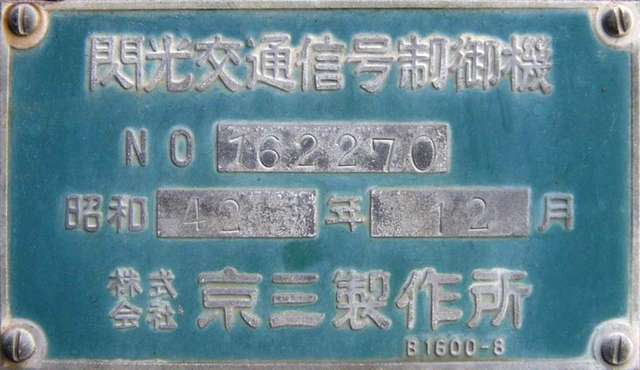 閃光交通信号制御機
NO 162270
昭和 42 年 12 月
株式会社 京三製作所
B1600-8